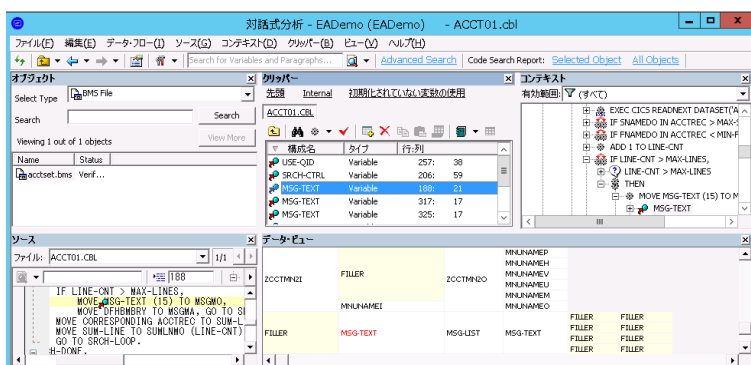 対話式分析 - EADemo (EADemo) - ACCT01.cbl
ファイル(F) 編集(E) データ・フロー(I) ソース(G) コンテキスト(D) クリッパー(B) ビュー(V) ヘルプ(H)
Search for Variables and Paragraphs... Advanced Search Code Search Report: Selected Object All Objects
オブジェクト
Select Type BMS File
Search Search
Viewing 1 out of 1 objects View More
Name Status
acctset.bms Verif...
クリッパー
先頭 Internal 初期化されていない変数の使用
ACCT01.CBL
構成名 タイプ 行:列
USE-QID Variable 257: 38
SRCH-CTRL Variable 206: 59
MSG-TEXT Variable 188: 21
MSG-TEXT Variable 317: 17
MSG-TEXT Variable 325: 17
コンテキスト
有効範囲: (すべて)
EXEC CICS READNEXT DATASET('A
IF SNAMEDO IN ACCTREC > MAX-S
IF FNAMEDO IN ACCTREC < MIN-F
ADD 1 TO LINE-CNT
IF LINE-CNT > MAX-LINES,
LINE-CNT > MAX-LINES
THEN
MOVE MSG-TEXT (15) TO M
MSG-TEXT
ソース
ファイル: ACCT01.CBL 1/1
188
IF LINE-CNT > MAX-LINES,
MOVE MSG-TEXT (15) TO MSGMO,
MOVE DFHBMBRY TO MSGMA, GO TO S
MOVE CORRESPONDING ACCTREC TO SUM-L
MOVE SUM-LINE TO SUMLNMO (LINE-CNT)
GO TO SRCH-LOOP.
H-DONE.
データ・ビュー
ZCCTMN2I FILLER ZCCTMN2O MNUNAMEP
MNUNAMEH
MNUNAMEV
MNUNAMEU
MNUNAMEM
MNUNAMEI MNUNAMEO
FILLER MSG-TEXT MSG-LIST MSG-TEXT FILLER FILLER
FILLER FILLER
FILLER FILLER
FILLER FILLER